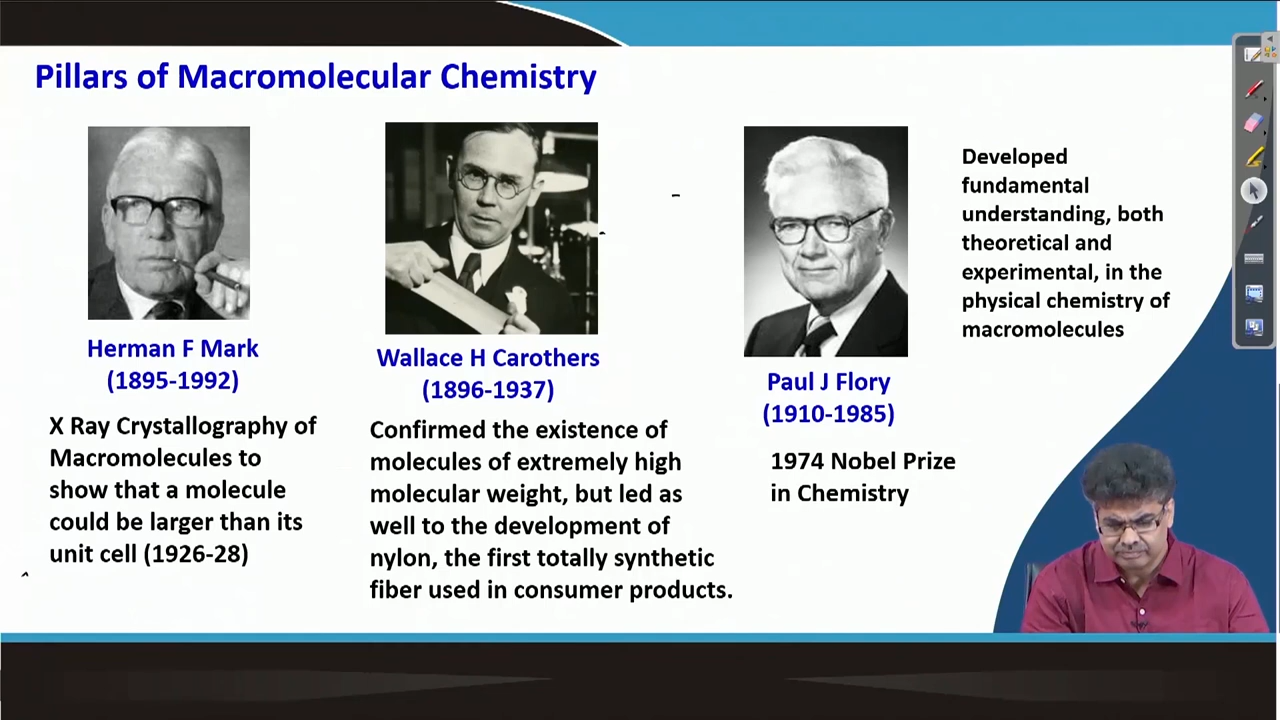 Pillars of Macromolecular Chemistry
Herman F Mark
(1895-1992)
X Ray Crystallography of
Macromolecules to
show that a molecule
could be larger than its
unit cell (1926-28)
Wallace H Carothers
(1896-1937)
Confirmed the existence of
molecules of extremely high
molecular weight, but led as
well to the development of
nylon, the first totally synthetic
fiber used in consumer products.
Paul J Flory
(1910-1985)
1974 Nobel Prize
in Chemistry
Developed
fundamental
understanding, both
theoretical and
experimental, in the
physical chemistry of
macromolecules